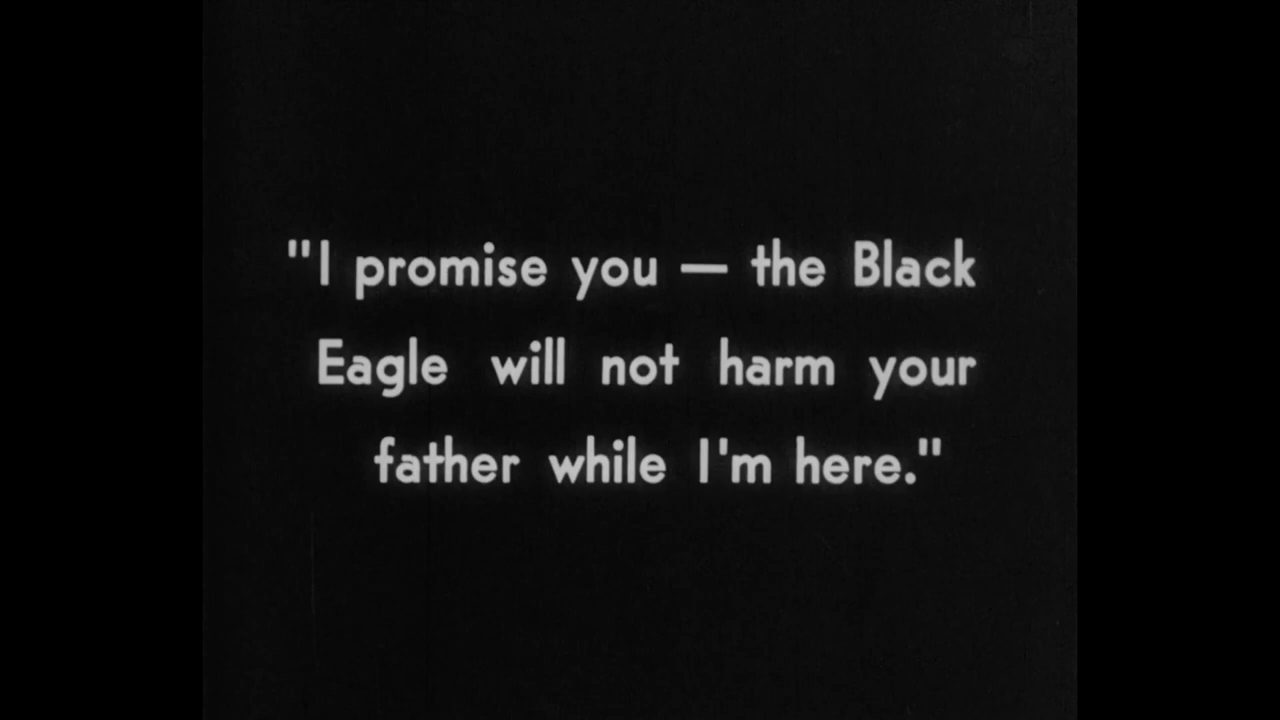 "I promise you — the Black
Eagle will not harm your
father while I'm here."